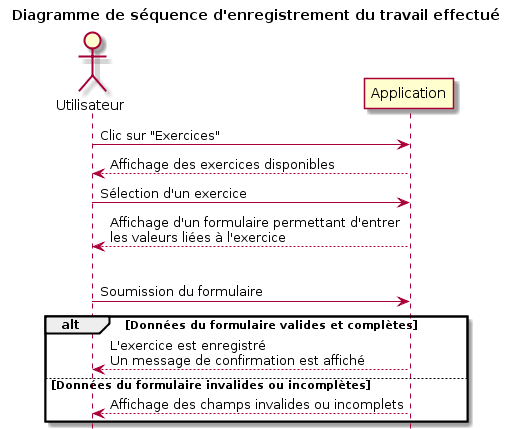 Diagramme de séquence d'enregistrement du travail effectué
Utilisateur
Application
Clic sur "Exercices"
Affichage des exercices disponibles
Sélection d'un exercice
Affichage d'un formulaire permettant d'entrer
les valeurs liées à l'exercice
Soumission du formulaire
alt [Données du formulaire valides et complètes]
L'exercice est enregistré
Un message de confirmation est affiché
[Données du formulaire invalides ou incomplètes]
Affichage des champs invalides ou incomplets